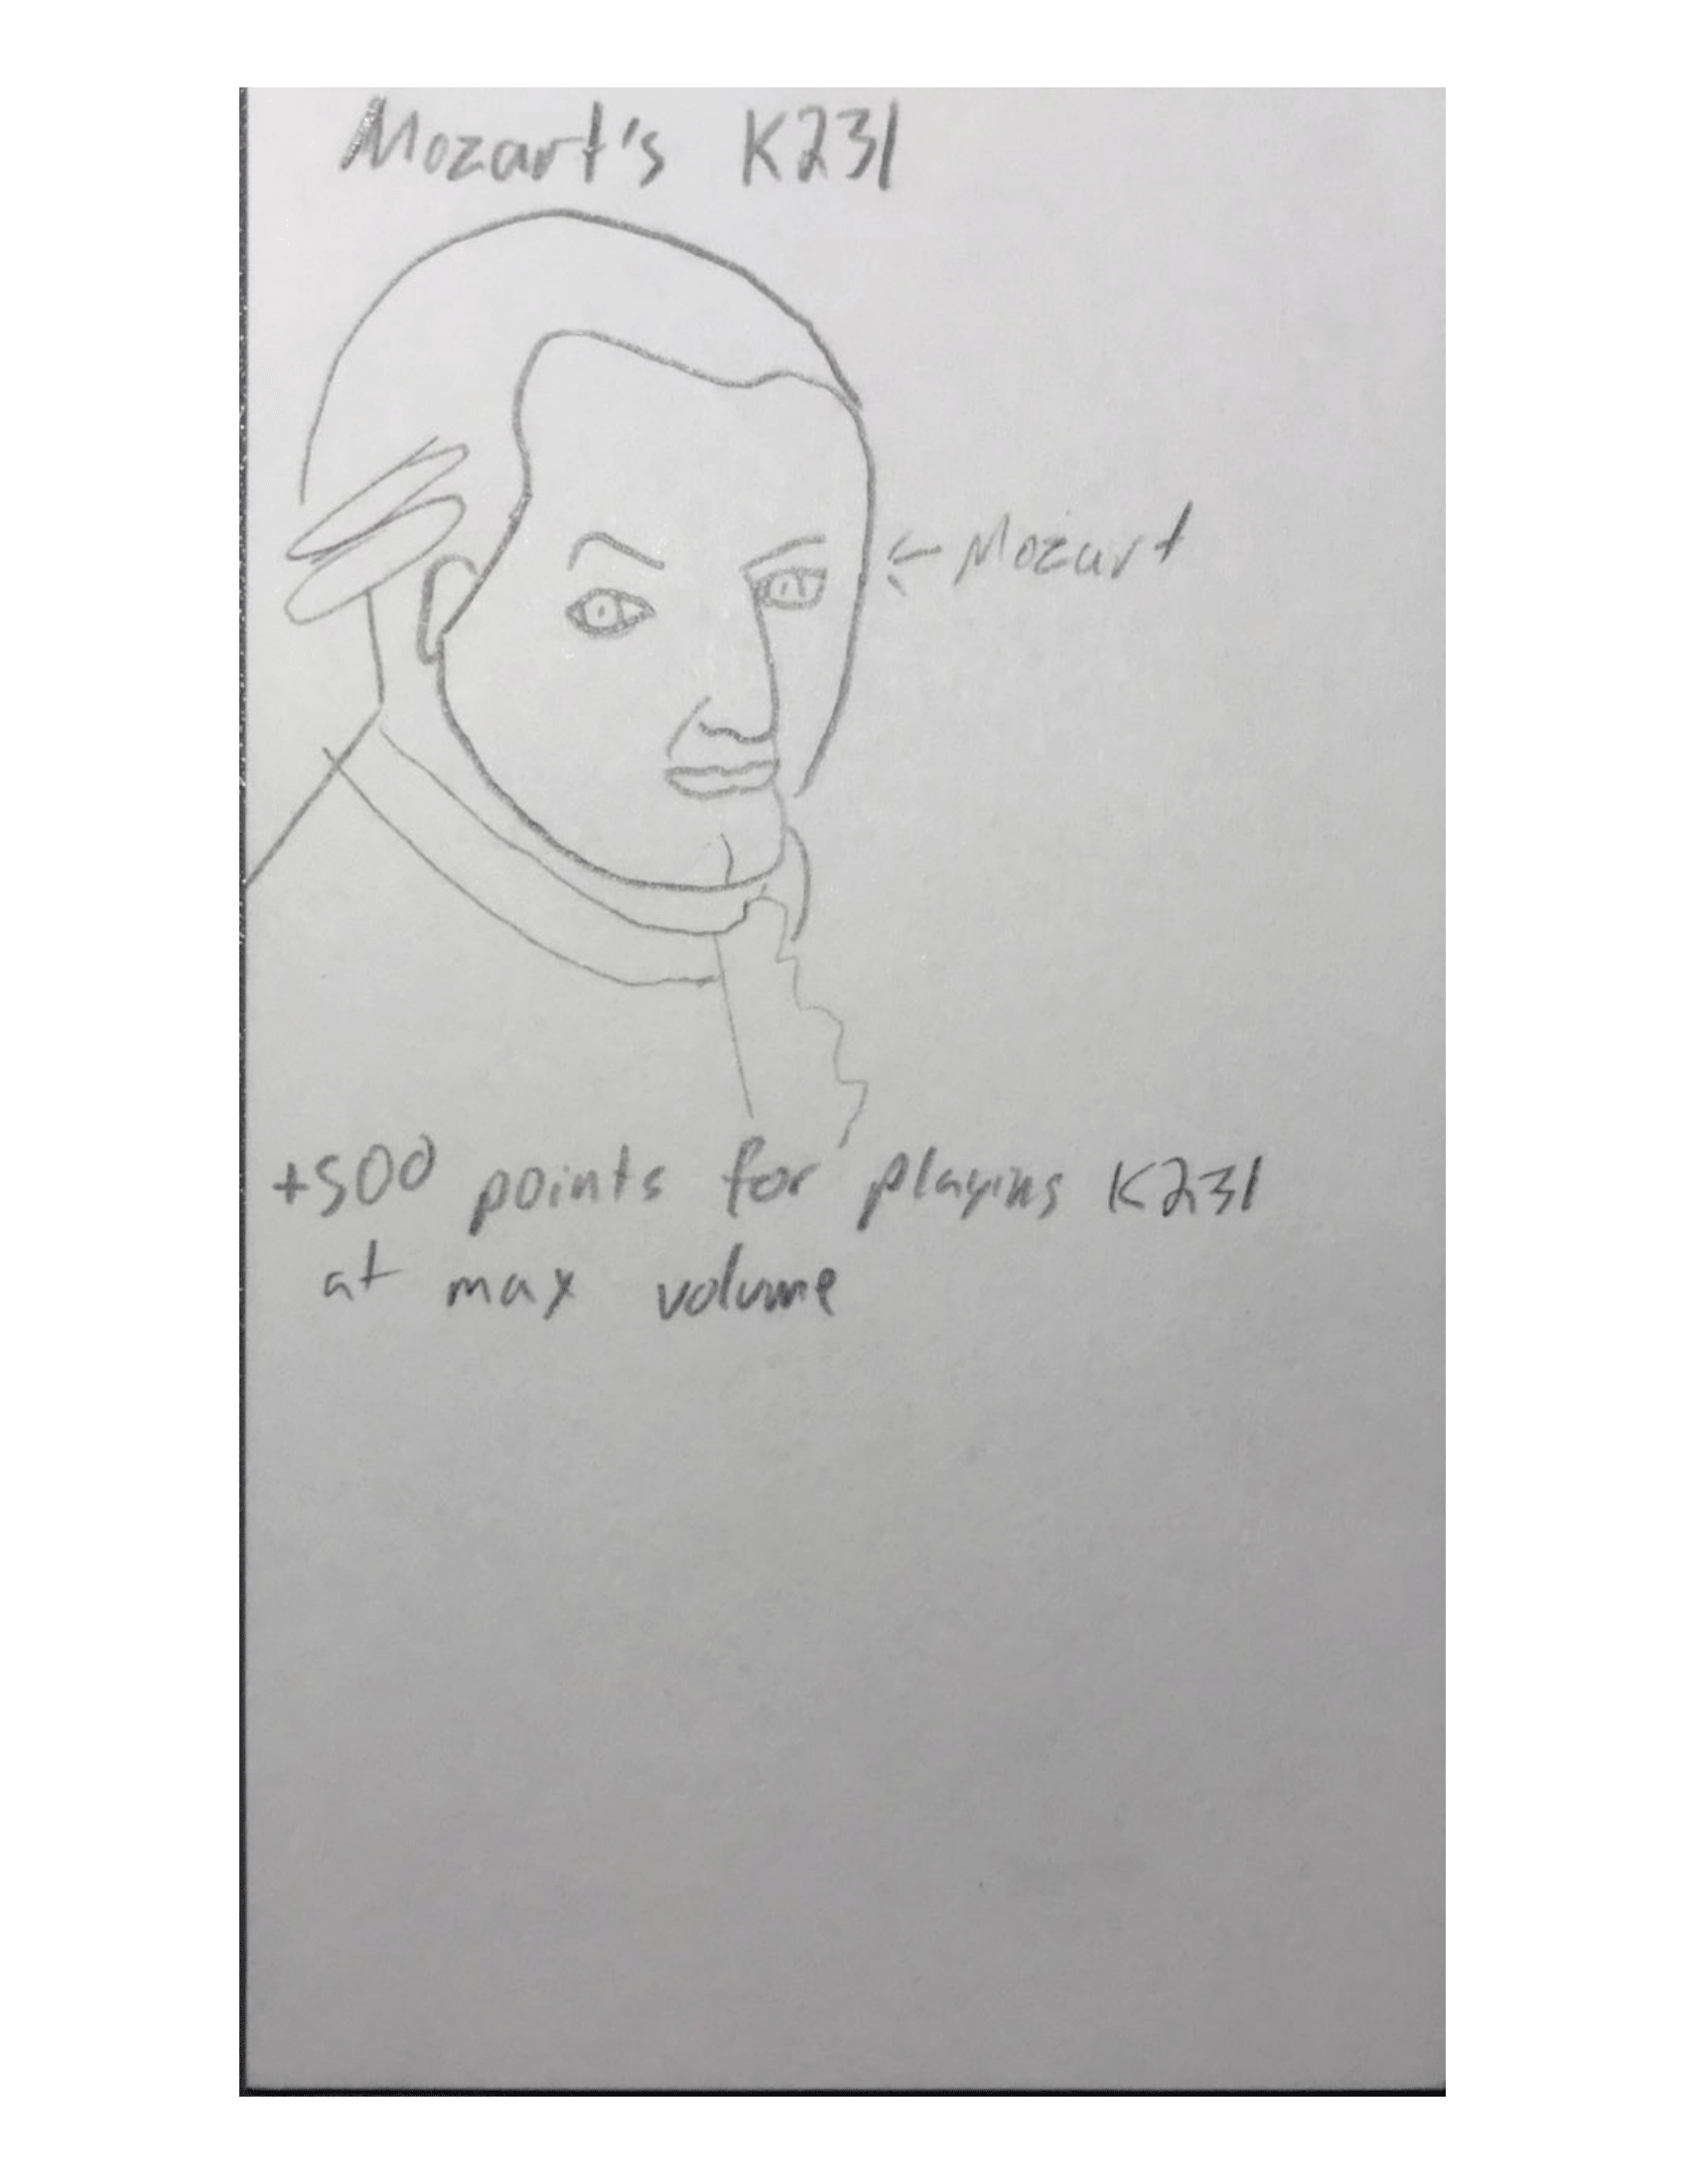 Mozart's K231
← Mozart
+500 points for playing K231
at max volume